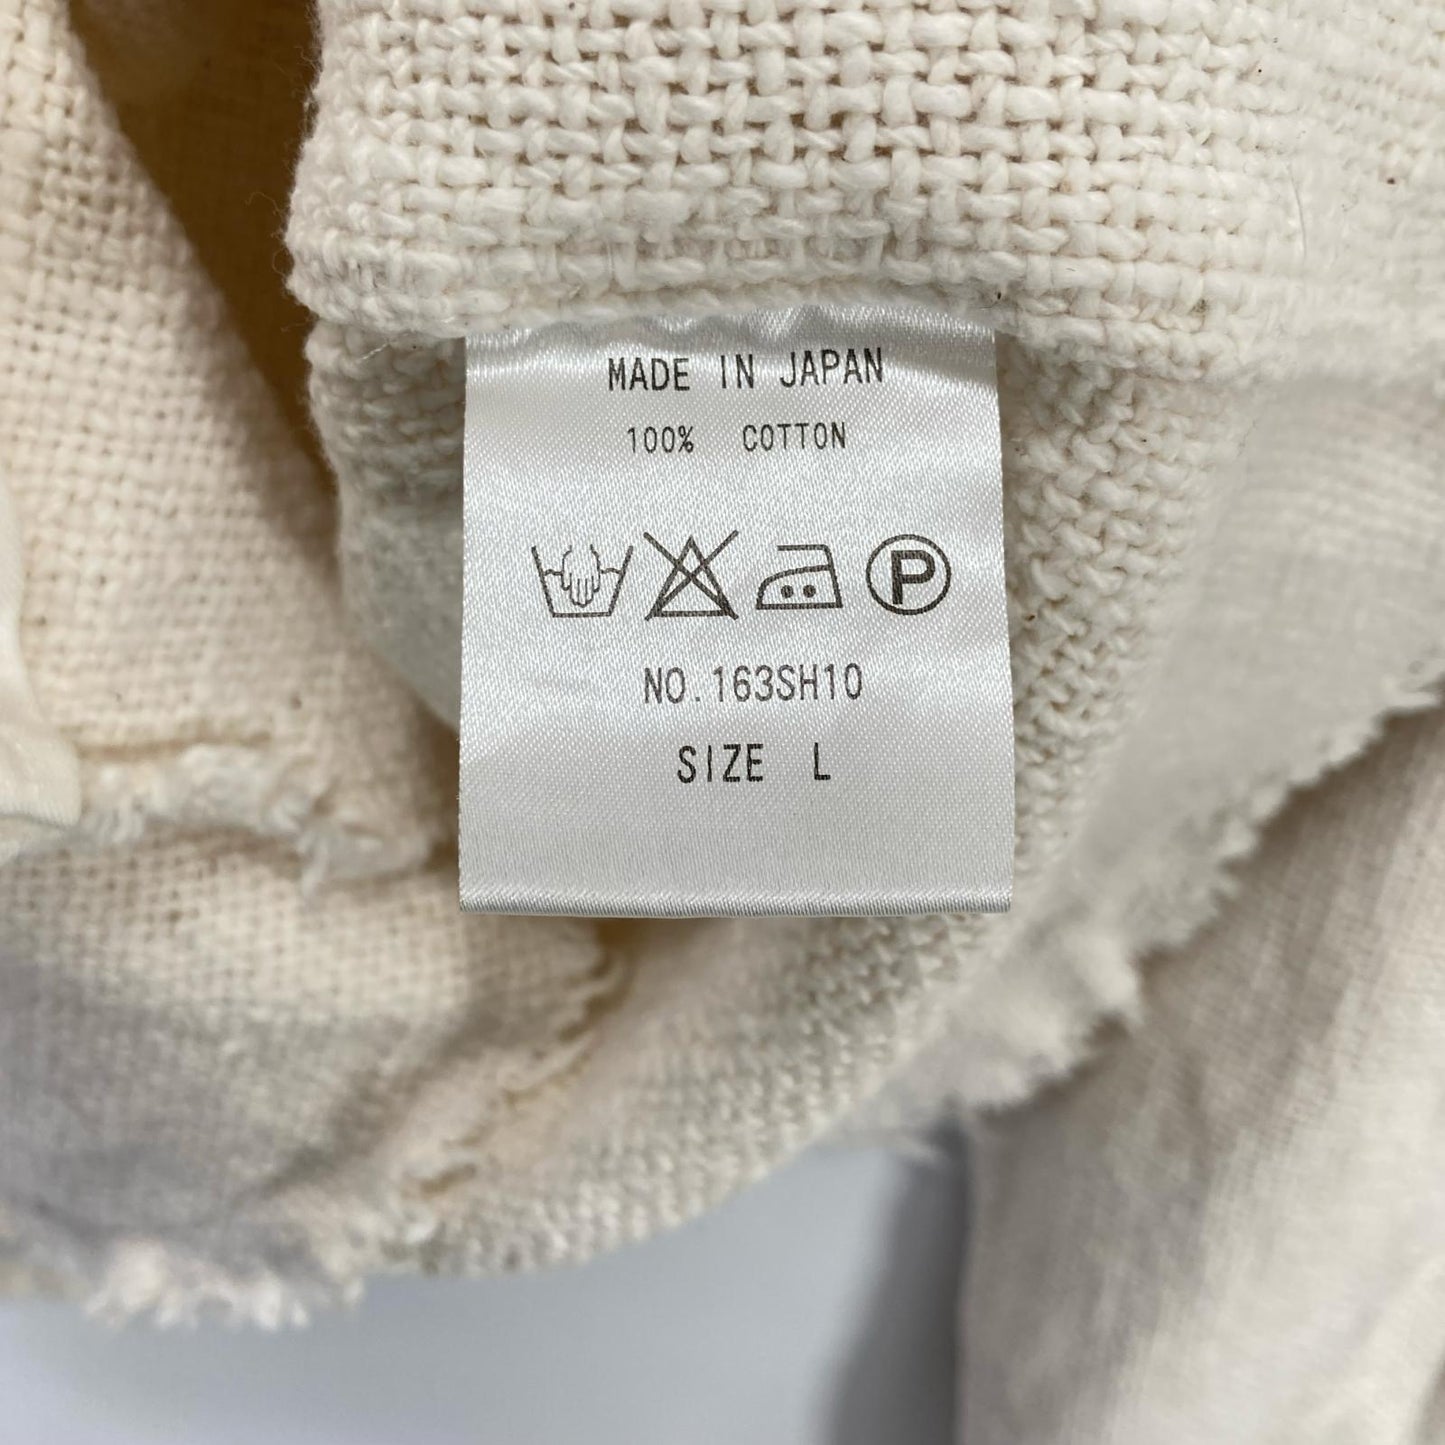 MADE IN JAPAN
100% COTTON
P
NO.163SH10
SIZE L